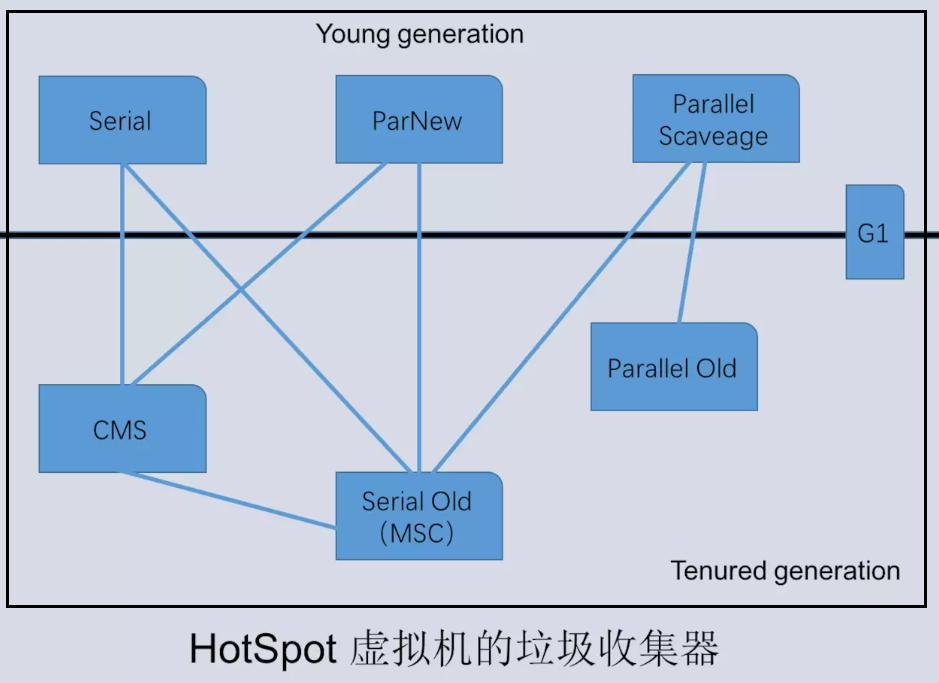 Young generation
Serial
ParNew
Parallel
Scaveage
G1
Parallel Old
CMS
Serial Old
（MSC）
Tenured generation
HotSpot 虚拟机的垃圾收集器